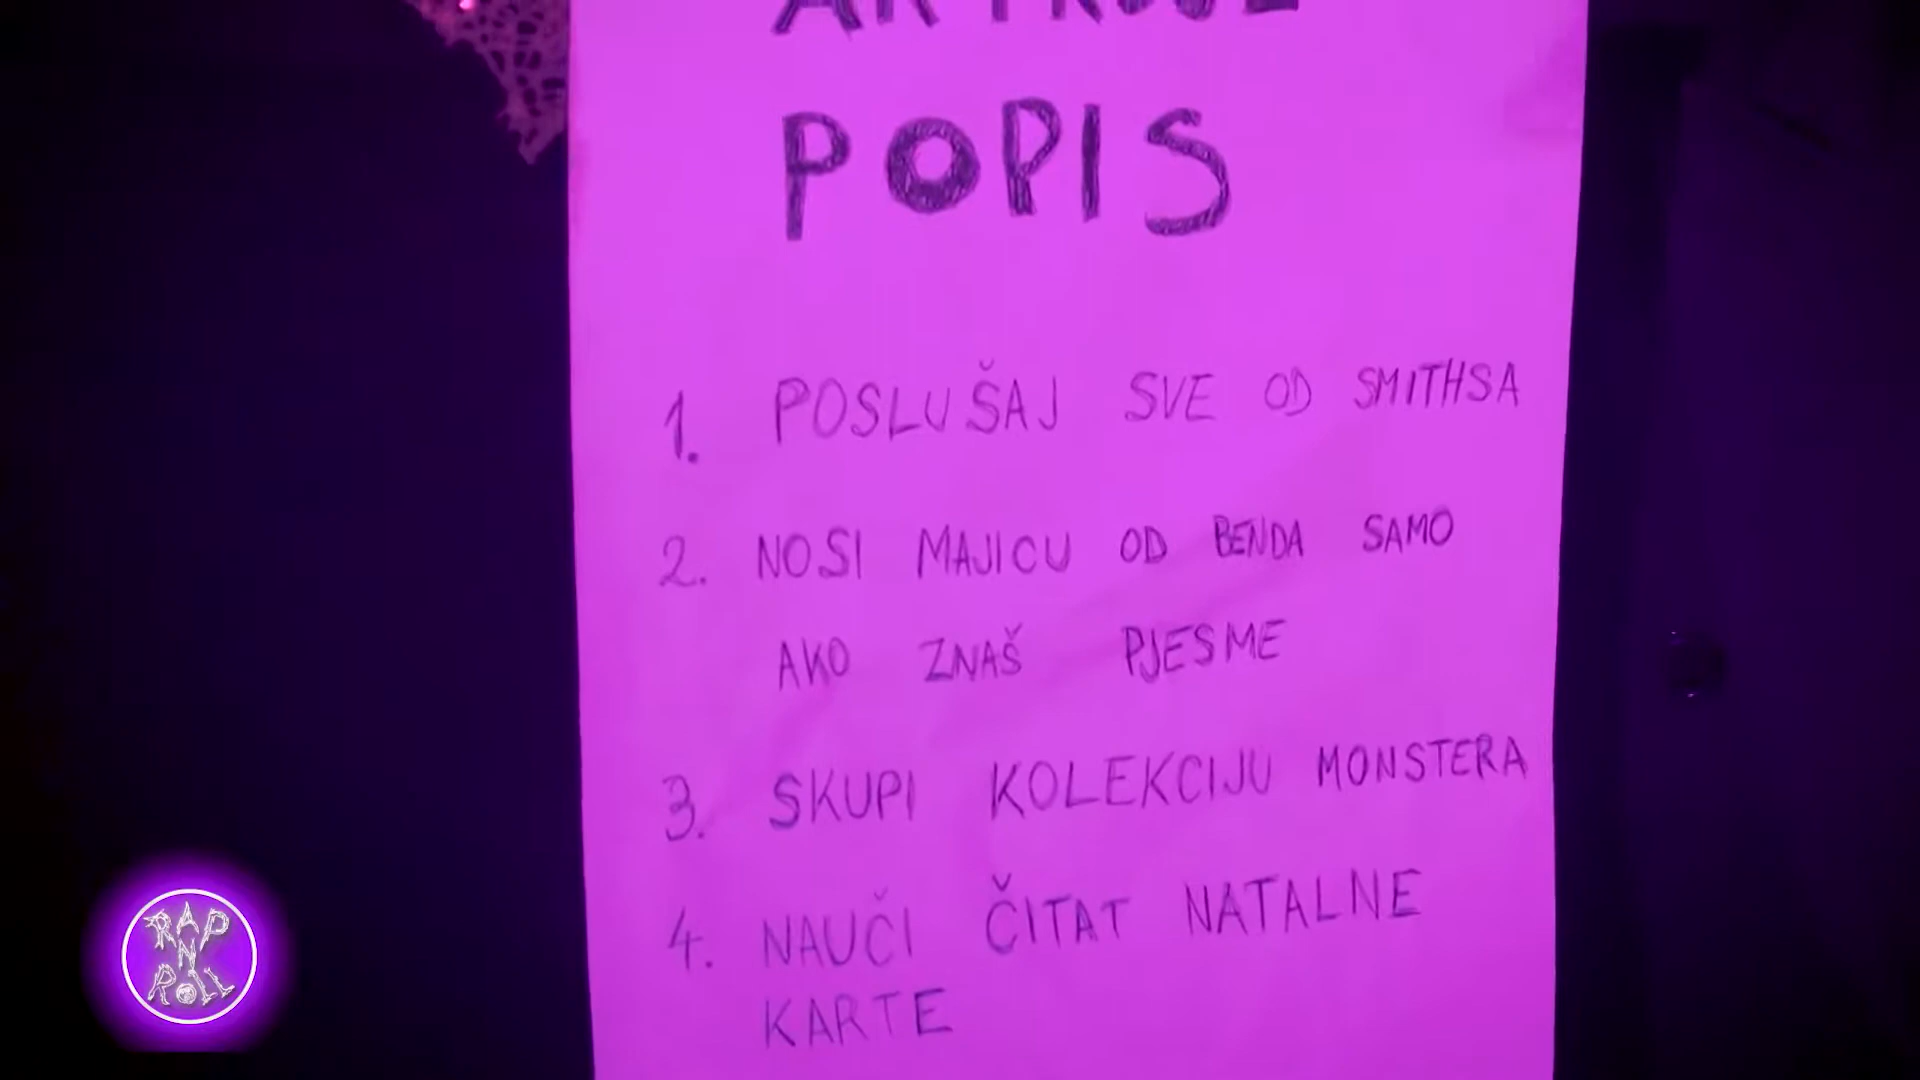 POPIS
1. POSLUŠAJ SVE OD SMITHSA
2. NOSI MAJICU OD BENDA SAMO
AKO ZNAŠ PJESME
3. SKUPI KOLEKCIJU MONSTERA
4. NAUČI ČITAT NATALNE
KARTE
RAP
N
ROLL